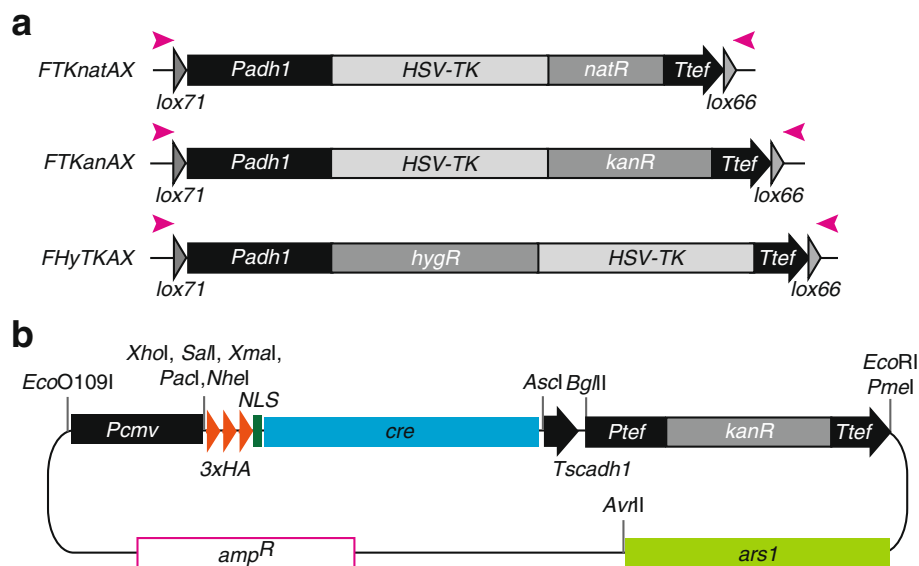 a
FTKnatAX
Padh1 HSV-TK natR Ttef
lox71 lox66
FTKanAX
Padh1 HSV-TK kanR Ttef
lox71 lox66
FHyTKAX
Padh1 hygR HSV-TK Ttef
lox71 lox66
b
XhoI, SalI, XmaI,
PacI,NheI
EcoO109I
NLS
AscI BglII
EcoRI
PmeI
Pcmv cre Ptef kanR Ttef
3xHA Tscadh1
AvrII
ampR ars1